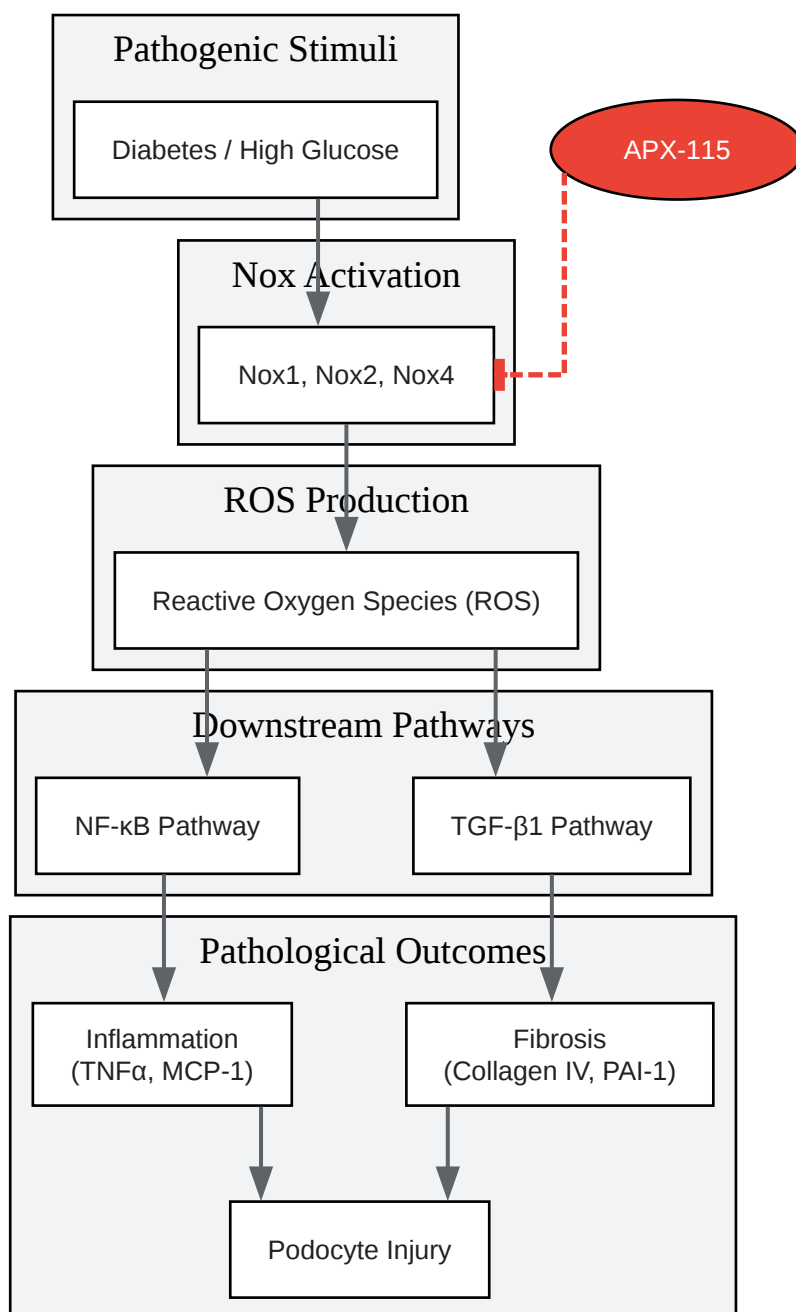 Pathogenic Stimuli
Diabetes / High Glucose
APX-115
Nox Activation
Nox1, Nox2, Nox4
ROS Production
Reactive Oxygen Species (ROS)
Downstream Pathways
NF-κB Pathway
TGF-β1 Pathway
Pathological Outcomes
Inflammation
(TNFα, MCP-1)
Fibrosis
(Collagen IV, PAI-1)
Podocyte Injury